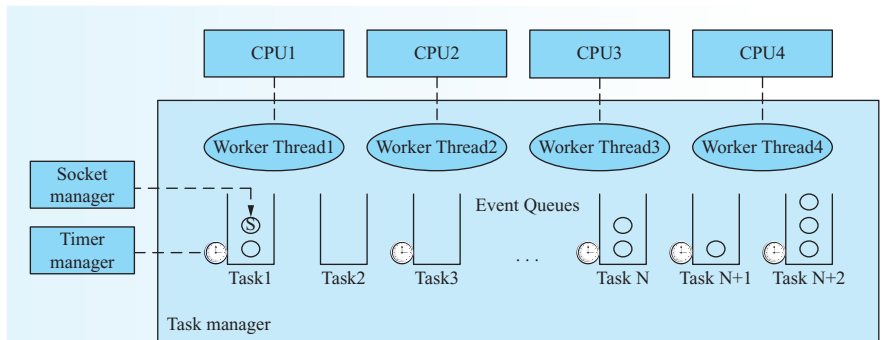 CPU1
CPU2
CPU3
CPU4
Worker Thread1
Worker Thread2
Worker Thread3
Worker Thread4
Socket
manager
Event Queues
S
Timer
manager
. . .
Task1
Task2
Task3
Task N
Task N+1
Task N+2
Task manager